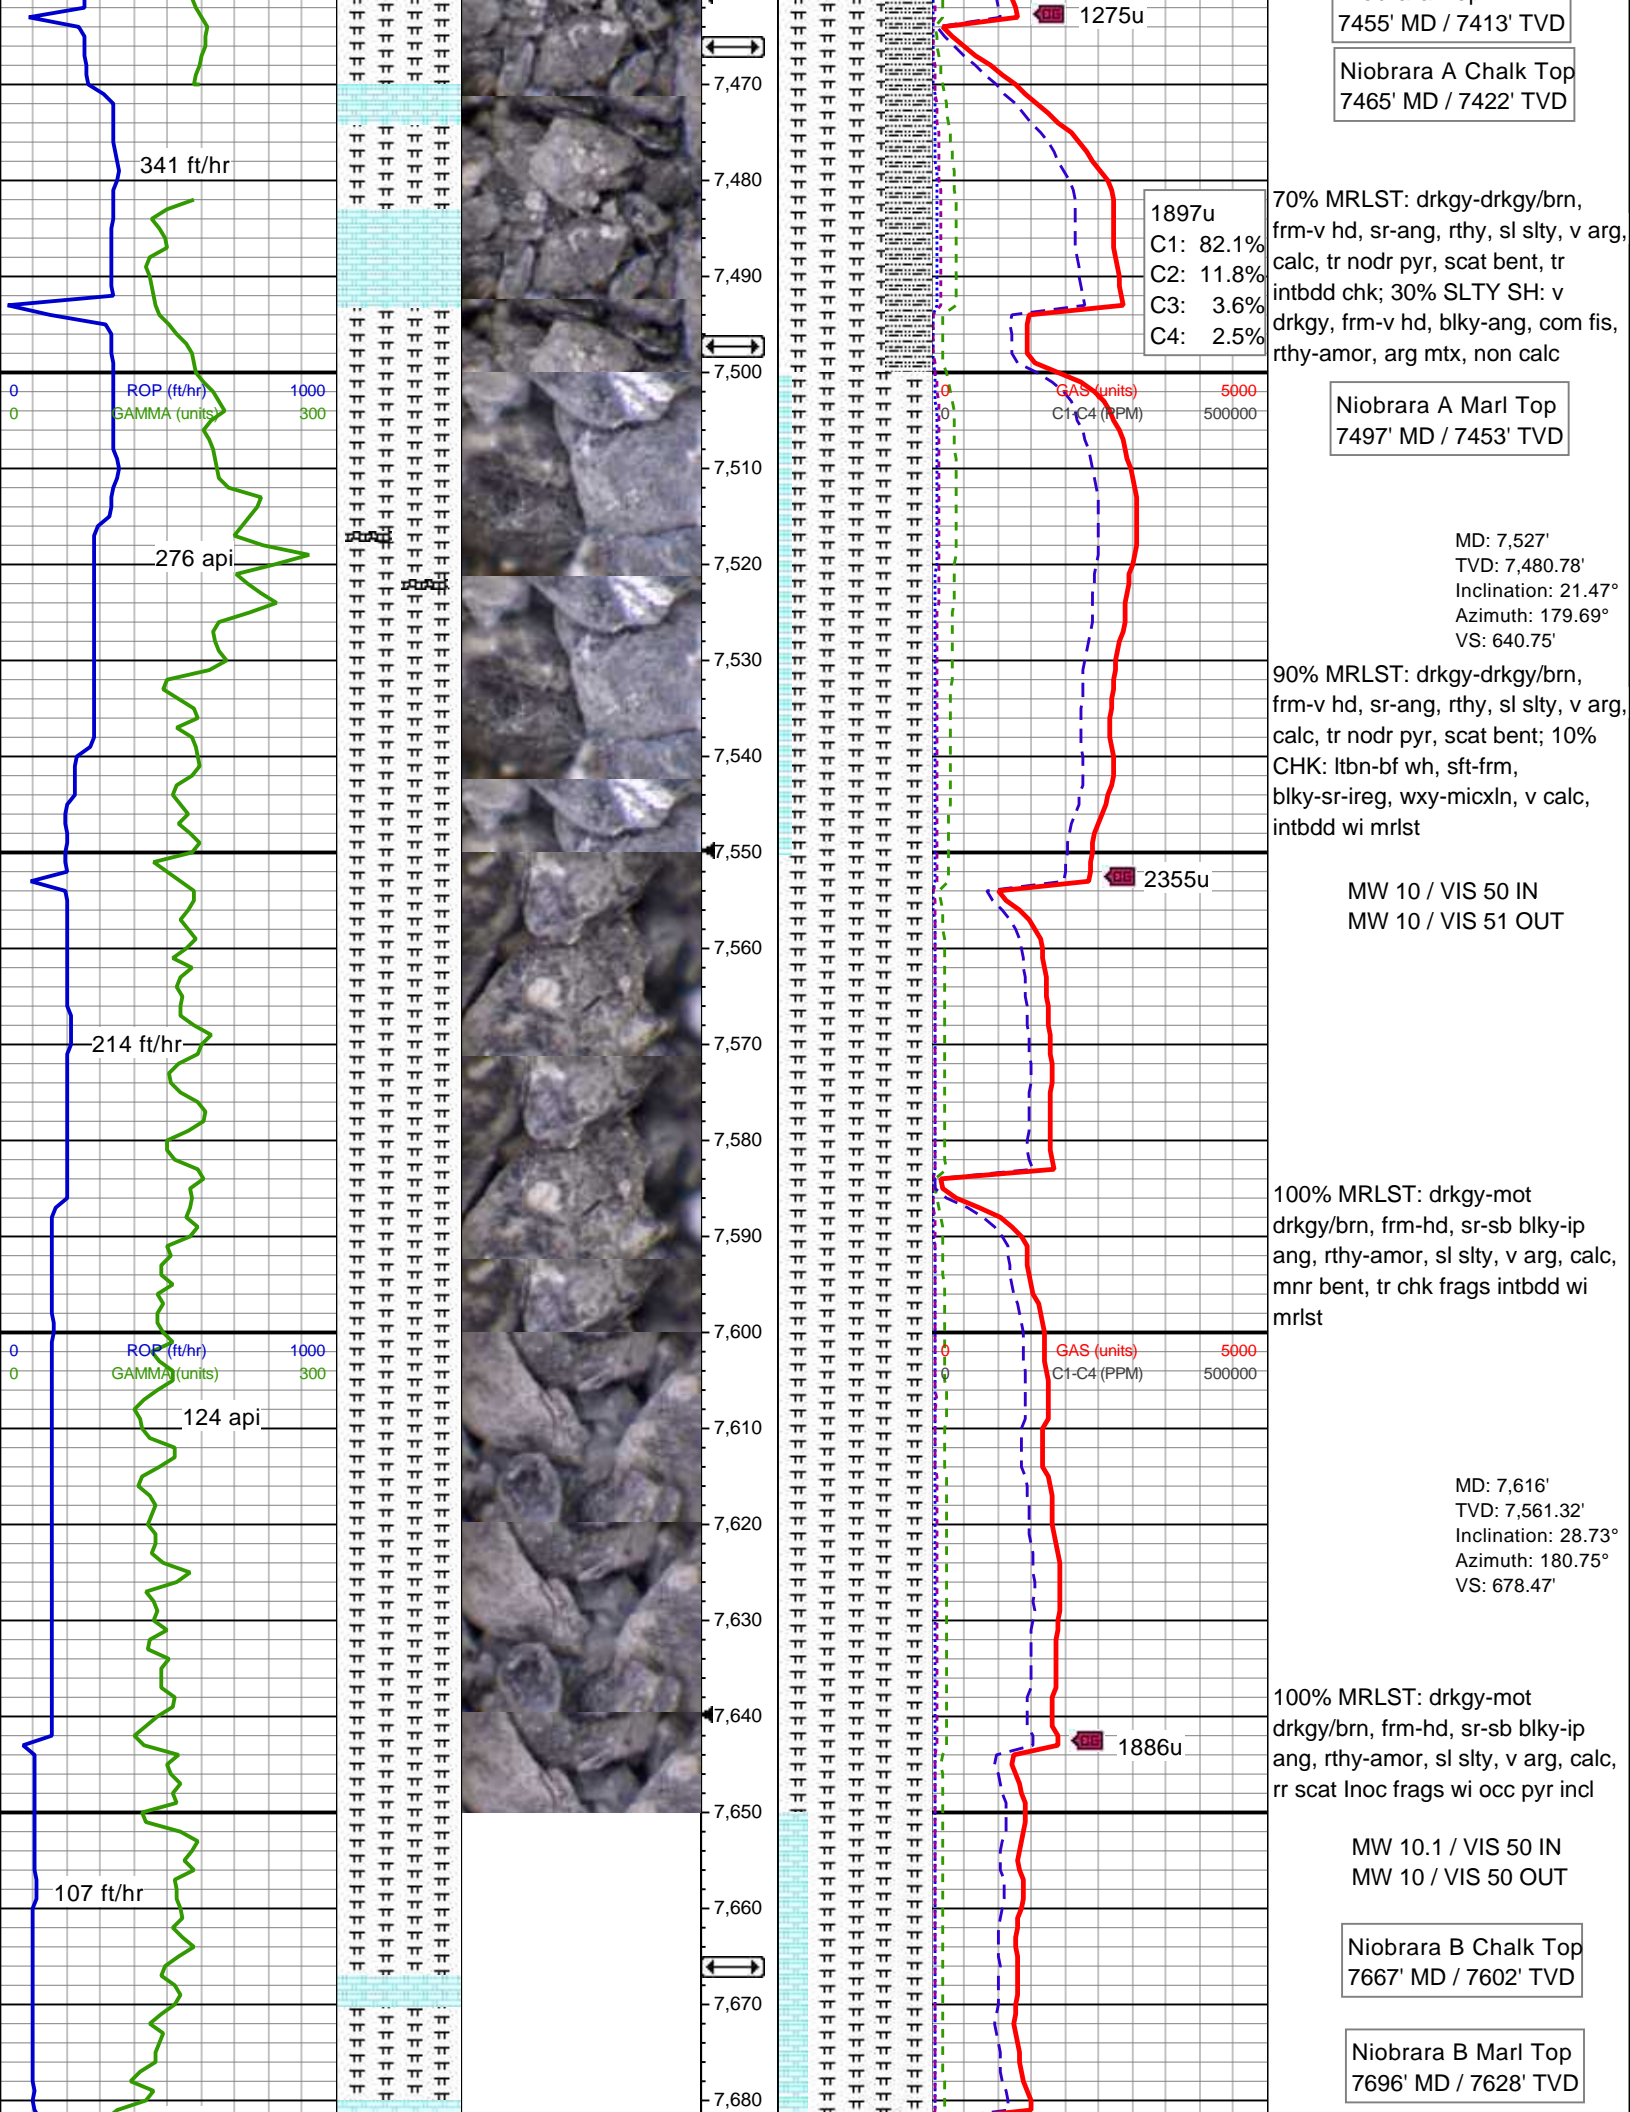 1275u
7455' MD / 7413' TVD
7,470
Niobrara A Chalk Top
7465' MD / 7422' TVD
341 ft/hr
7,480
1897u
C1: 82.1%
C2: 11.8%
C3: 3.6%
C4: 2.5%
70% MRLST: drkgy-drkgy/brn,
frm-v hd, sr-ang, rthy, sl slty, v arg,
calc, tr nodr pyr, scat bent, tr
intbdd chk; 30% SLTY SH: v
drkgy, frm-v hd, blky-ang, com fis,
rthy-amor, arg mtx, non calc
7,490
7,500
0 ROP (ft/hr) 1000
0 GAMMA (units) 300
0 GAS (units) 5000
0 C1-C4 (PPM) 500000
Niobrara A Marl Top
7497' MD / 7453' TVD
7,510
276 api
7,520
MD: 7,527'
TVD: 7,480.78'
Inclination: 21.47°
Azimuth: 179.69°
VS: 640.75'
7,530
90% MRLST: drkgy-drkgy/brn,
frm-v hd, sr-ang, rthy, sl slty, v arg,
calc, tr nodr pyr, scat bent; 10%
CHK: ltbn-bf wh, sft-frm,
blky-sr-ireg, wxy-micxln, v calc,
intbdd wi mrlst
7,540
7,550
CG 2355u
MW 10 / VIS 50 IN
MW 10 / VIS 51 OUT
7,560
214 ft/hr
7,570
7,580
100% MRLST: drkgy-mot
drkgy/brn, frm-hd, sr-sb blky-ip
ang, rthy-amor, sl slty, v arg, calc,
mnr bent, tr chk frags intbdd wi
mrlst
7,590
7,600
0 ROP (ft/hr) 1000
0 GAMMA (units) 300
0 GAS (units) 5000
0 C1-C4 (PPM) 500000
124 api
7,610
7,620
MD: 7,616'
TVD: 7,561.32'
Inclination: 28.73°
Azimuth: 180.75°
VS: 678.47'
7,630
7,640
CG 1886u
100% MRLST: drkgy-mot
drkgy/brn, frm-hd, sr-sb blky-ip
ang, rthy-amor, sl slty, v arg, calc,
rr scat Inoc frags wi occ pyr incl
7,650
MW 10.1 / VIS 50 IN
MW 10 / VIS 50 OUT
107 ft/hr
7,660
Niobrara B Chalk Top
7667' MD / 7602' TVD
7,670
Niobrara B Marl Top
7696' MD / 7628' TVD
7,680